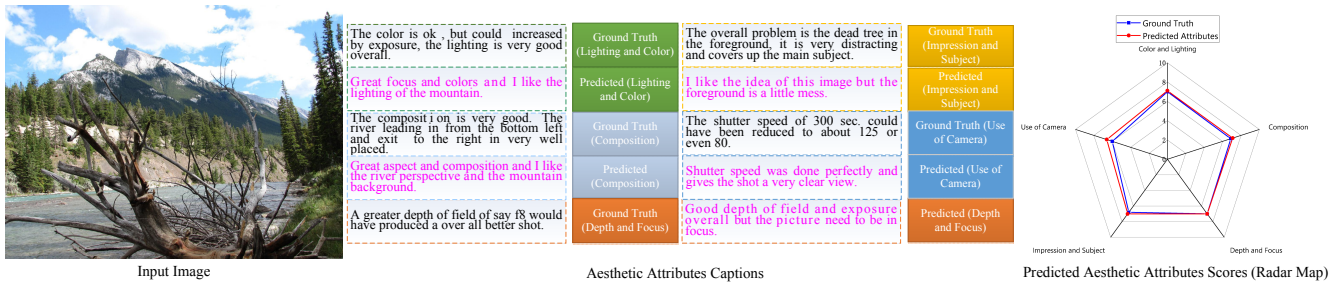 The color is ok , but could increased
by exposure, the lighting is very good
overall.
Ground Truth
(Lighting and Color)
Great focus and colors and I like the
lighting of the mountain.
Predicted (Lighting
and Color)
The composition is very good. The
river leading in from the bottom left
and exit to the right in very well
placed.
Ground Truth
(Composition)
Great aspect and composition and I like
the river perspective and the mountain
background.
Predicted
(Composition)
A greater depth of field of say f8 would
have produced a over all better shot.
Ground Truth
(Depth and Focus)
The overall problem is the dead tree in
the foreground, it is very distracting
and covers up the main subject.
Ground Truth
(Impression and
Subject)
I like the idea of this image but the
foreground is a little mess.
Predicted
(Impression and
Subject)
The shutter speed of 300 sec. could
have been reduced to about 125 or
even 80.
Ground Truth (Use
of Camera)
Shutter speed was done perfectly and
gives the shot a very clear view.
Predicted (Use of
Camera)
Good depth of field and exposure
overall but the picture need to be in
focus.
Predicted (Depth
and Focus)
Ground Truth
Predicted Attributes
Color and Lighting
10
8
6
4
2
0
Use of Camera
Composition
Impression and Subject
Depth and Focus
Input Image
Aesthetic Attributes Captions
Predicted Aesthetic Attributes Scores (Radar Map)